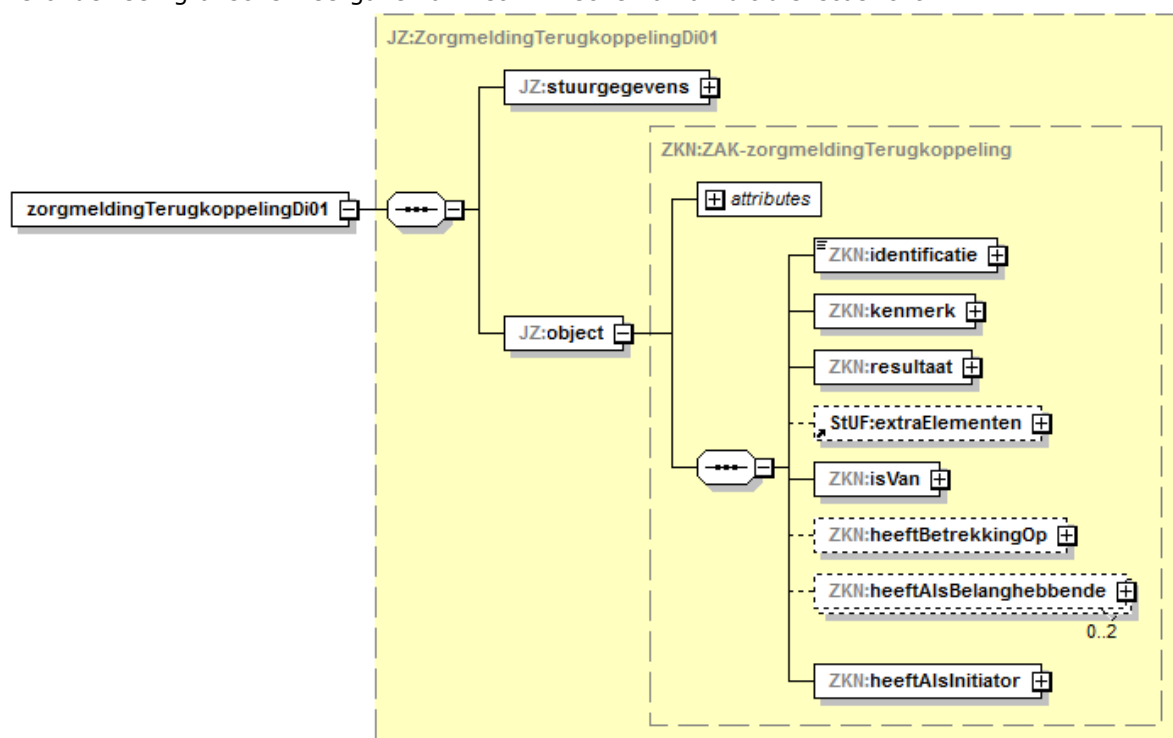 JZ:ZorgmeldingTerugkoppelingDi01
JZ:stuurgegevens
ZKN:ZAK-zorgmeldingTerugkoppeling
attributes
zorgmeldingTerugkoppelingDi01
ZKN:identificatie
ZKN:kenmerk
JZ:object
ZKN:resultaat
StUF:extraElementen
ZKN:isVan
ZKN:heeftBetrekkingOp
ZKN:heeftAlsBelanghebbende
0..2
ZKN:heeftAlsInitiator